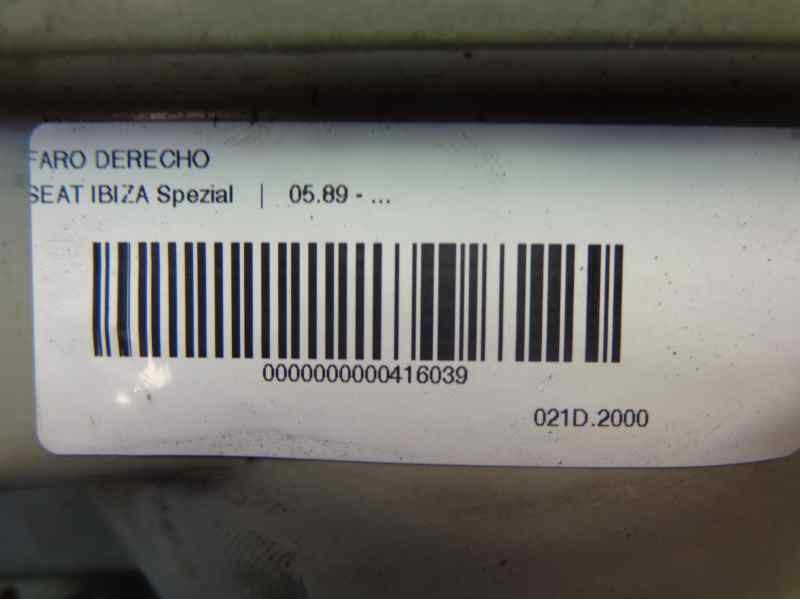 FARO DERECHO
SEAT IBIZA Spezial | 05.89 - ...
0000000000416039
021D.2000